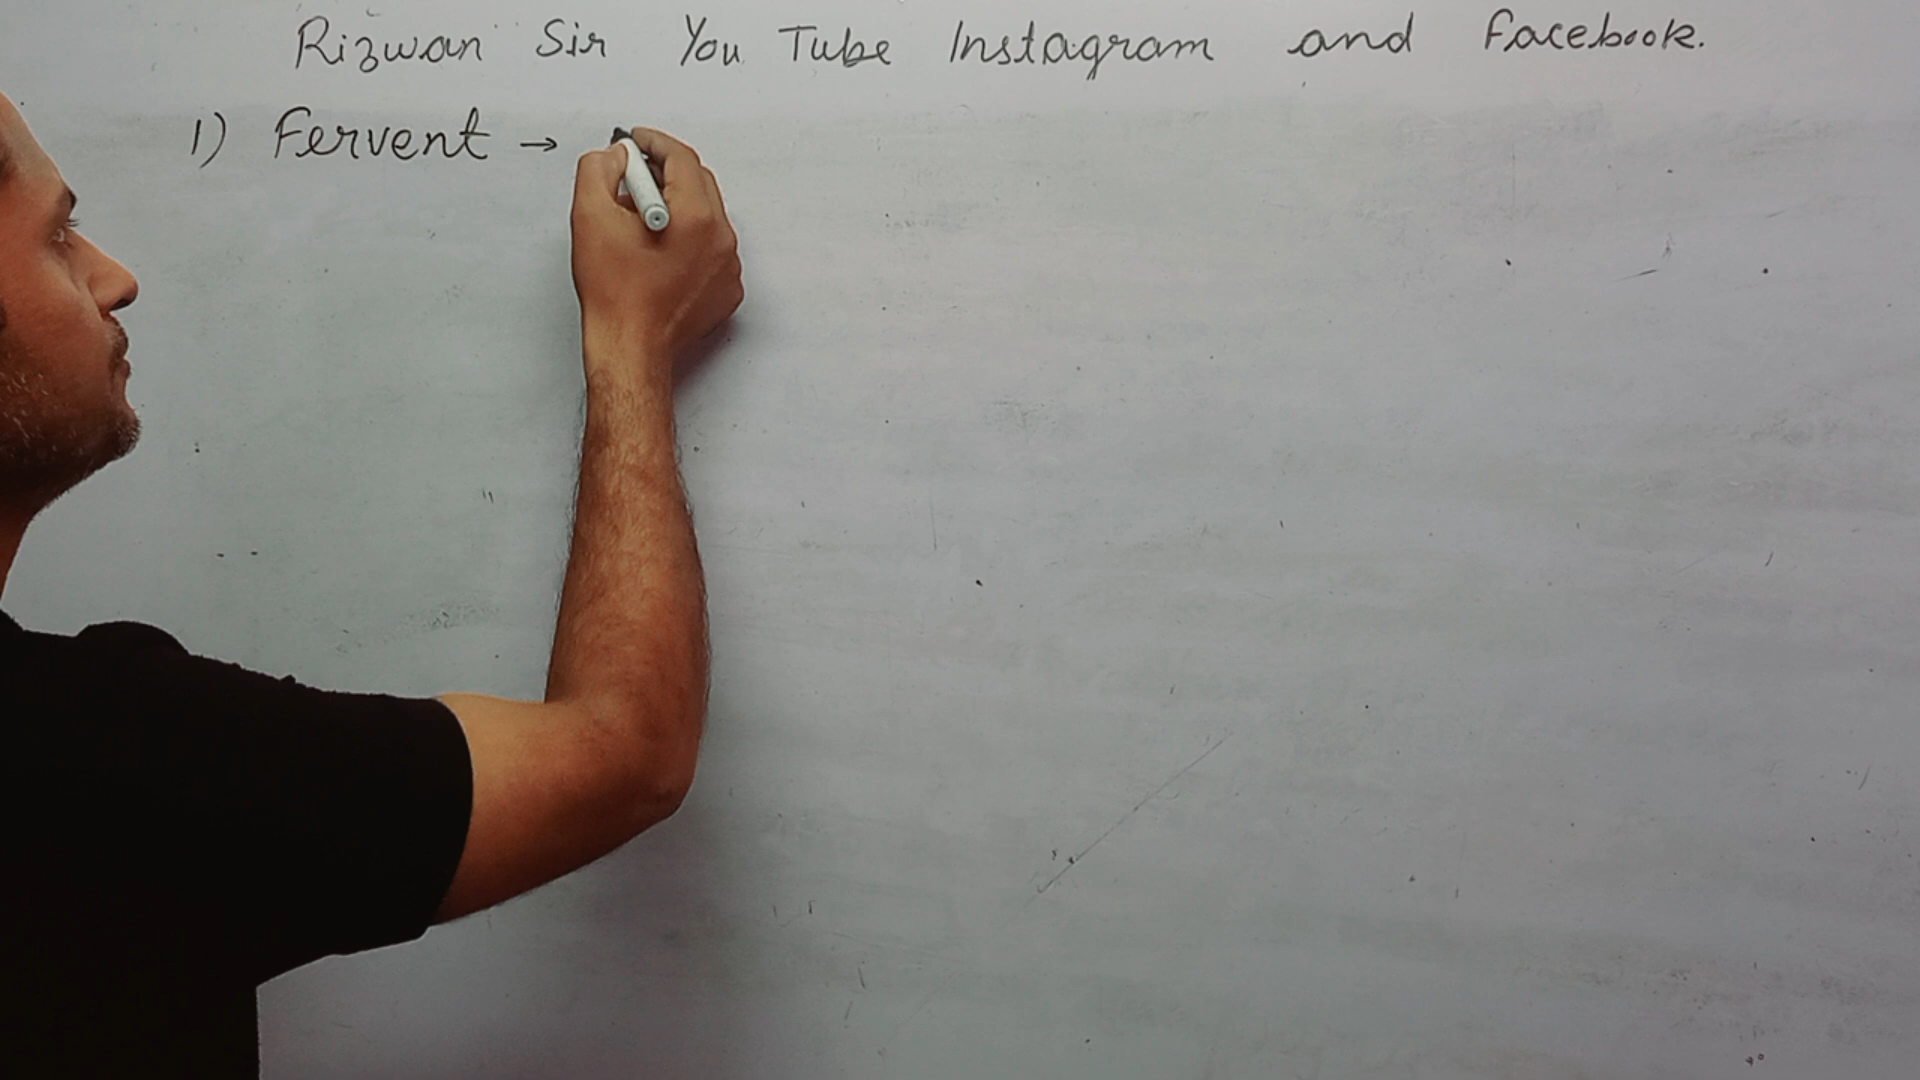 Rizwan Sir You Tube Instagram and Facebook.
1) Fervent →